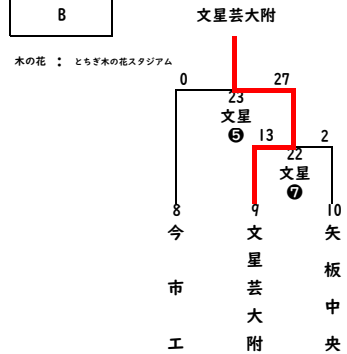 B
文星芸大附
木の花 : とちぎ木の花スタジアム
0 27
23
文星
❺ 13 2
22
文星
❼
8 9 10
今市工
文星芸大附
矢板中央